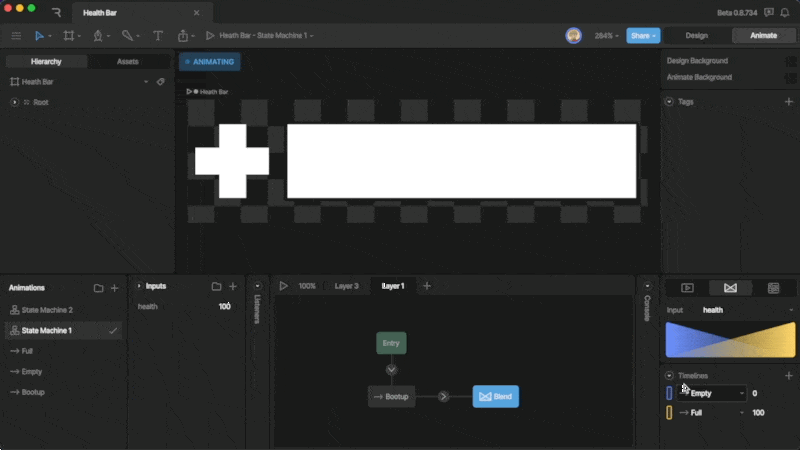 Health Bar
Beta 0.8.734
Heath Bar - State Machine 1
284%
Share
Design
Animate
Hierarchy
Assets
ANIMATING
Design Background
Animate Background
Heath Bar
Root
Heath Bar
Tags
Animations
State Machine 2
State Machine 1
Full
Empty
Bootup
Inputs
health 100
Listeners
100%
Layer 3
Layer 1
Entry
Bootup
Blend
Console
Input health
Timelines
Empty 0
Full 100